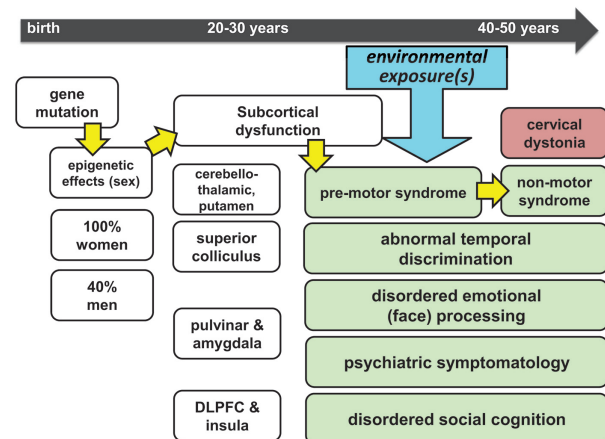 birth
20-30 years
40-50 years
environmental
exposure(s)
gene
mutation
Subcortical
dysfunction
cervical
dystonia
epigenetic
effects (sex)
cerebello-
thalamic,
putamen
pre-motor syndrome
non-motor
syndrome
100%
women
superior
colliculus
abnormal temporal
discrimination
40%
men
disordered emotional
(face) processing
pulvinar &
amygdala
psychiatric symptomatology
DLPFC &
insula
disordered social cognition